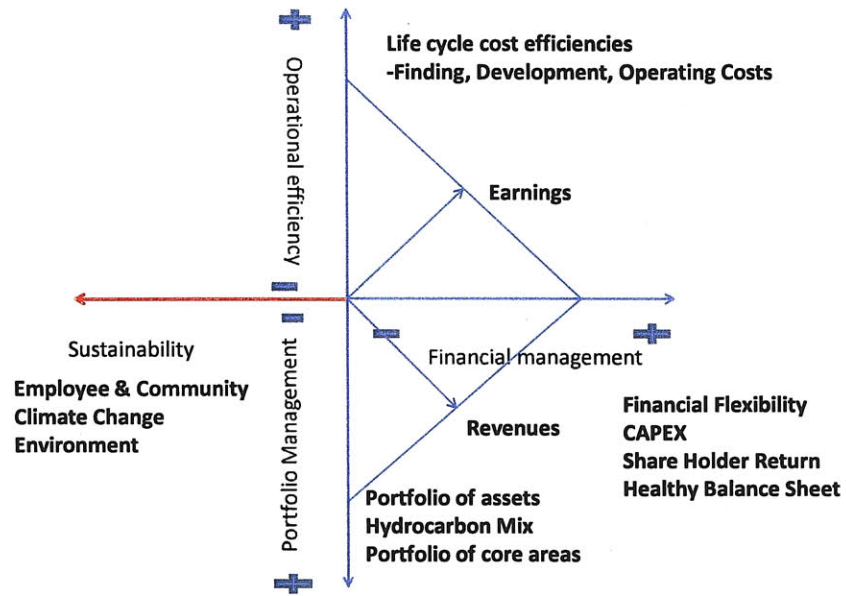 Life cycle cost efficiencies
-Finding, Development, Operating Costs
Operational efficiency
Earnings
Sustainability
Employee & Community
Climate Change
Environment
Portfolio Management
Financial management
Revenues
Financial Flexibility
CAPEX
Share Holder Return
Healthy Balance Sheet
Portfolio of assets
Hydrocarbon Mix
Portfolio of core areas